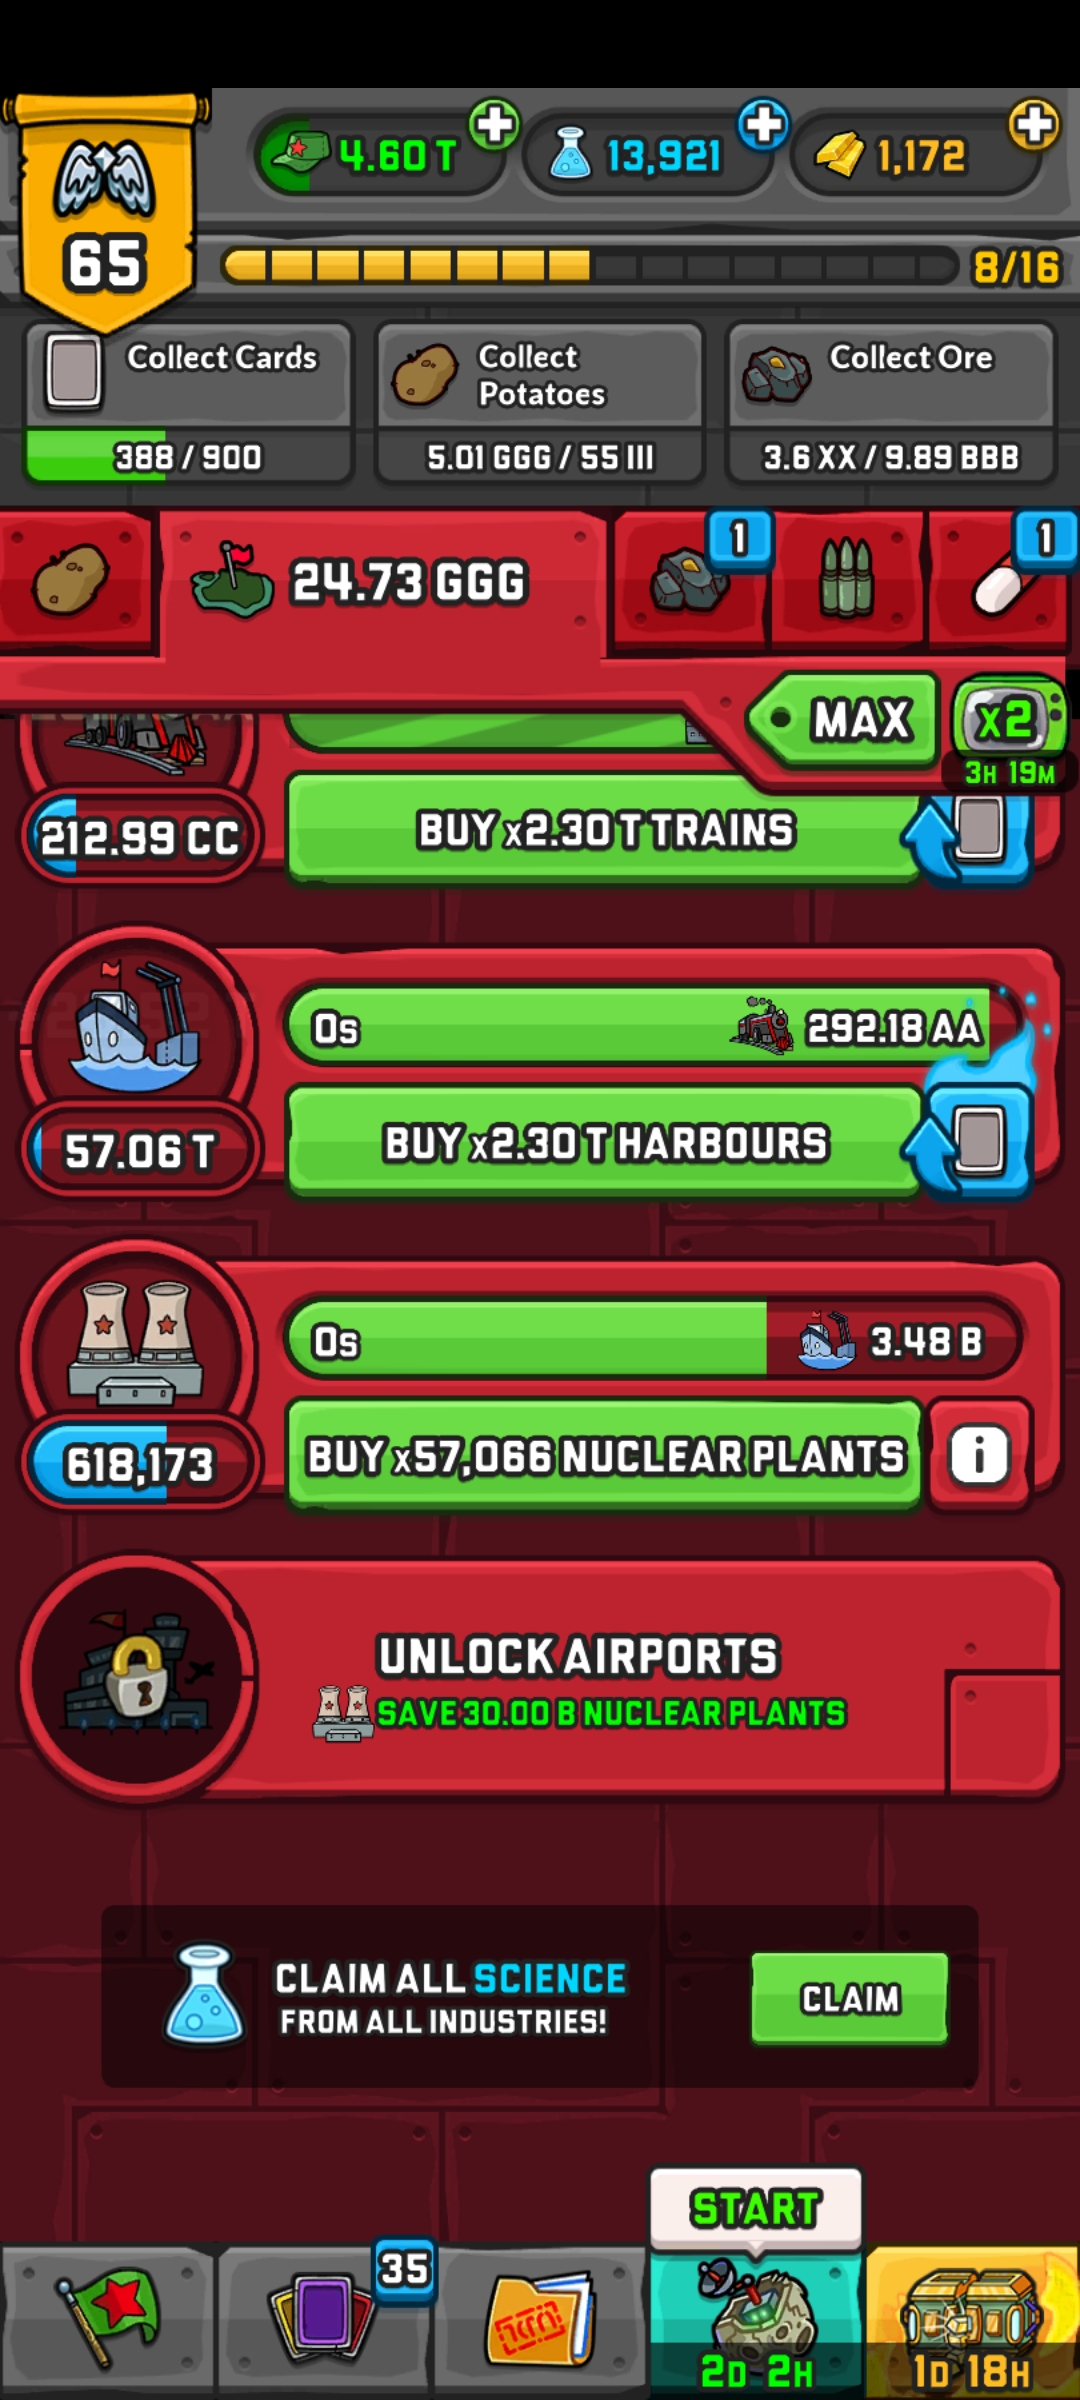 4.60 T
13,921
1,172
65
8/16
Collect Cards
388 / 900
Collect
Potatoes
5.01 GGG / 55 III
Collect Ore
3.6 XX / 9.89 BBB
24.73 GGG
1
1
MAX
x2
3H 19M
212.99 CC
BUY x2.30 T TRAINS
0s
292.18 AA
57.06 T
BUY x2.30 T HARBOURS
0s
3.48 B
618,173
BUY x57,066 NUCLEAR PLANTS
i
UNLOCK AIRPORTS
SAVE 30.00 B NUCLEAR PLANTS
CLAIM ALL SCIENCE
FROM ALL INDUSTRIES!
CLAIM
START
35
2D 2H
1D 18H